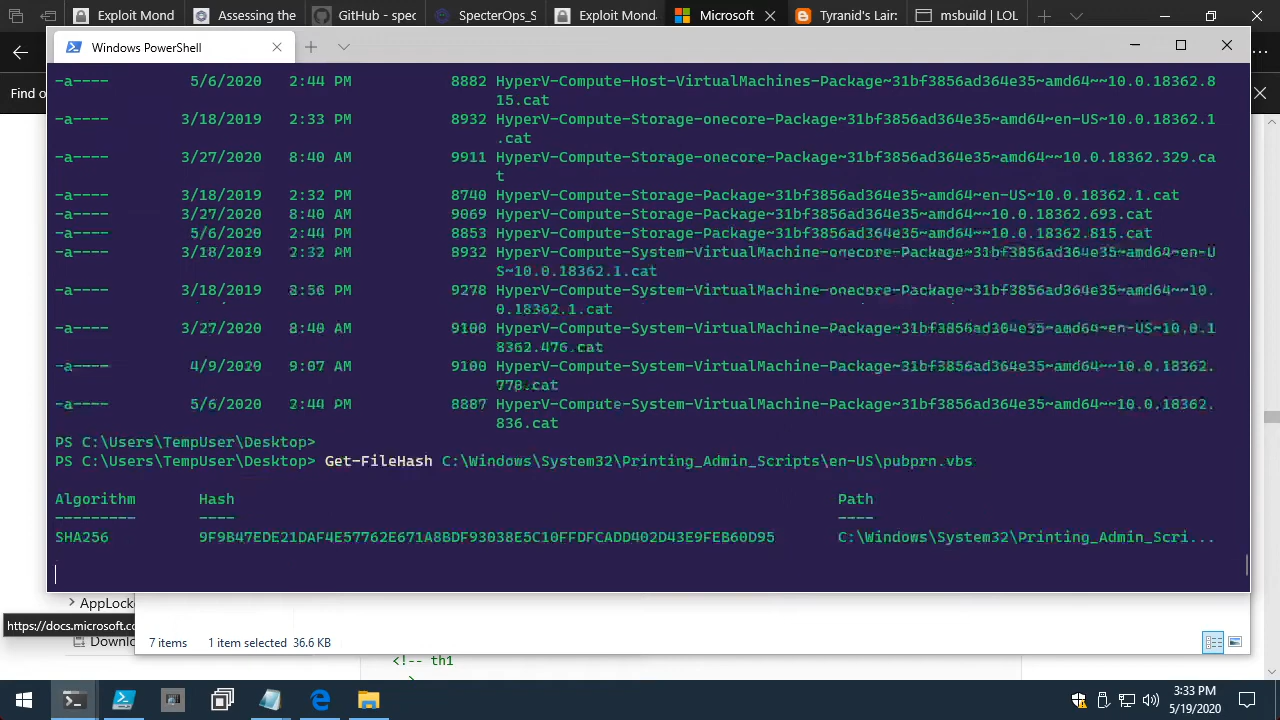 Exploit Mond
Assessing the
GitHub - spec
SpecterOps_S
Exploit Mond
Microsoft
Tyranid's Lair:
msbuild | LOL
Windows PowerShell
Find o
-a---- 5/6/2020 2:44 PM 8882 HyperV-Compute-Host-VirtualMachines-Package~31bf3856ad364e35~amd64~~10.0.18362.8
15.cat
-a---- 3/18/2019 2:33 PM 8932 HyperV-Compute-Storage-onecore-Package~31bf3856ad364e35~amd64~en-US~10.0.18362.1
.cat
-a---- 3/27/2020 8:40 AM 9911 HyperV-Compute-Storage-onecore-Package~31bf3856ad364e35~amd64~~10.0.18362.329.ca
t
-a---- 3/18/2019 2:32 PM 8740 HyperV-Compute-Storage-Package~31bf3856ad364e35~amd64~en-US~10.0.18362.1.cat
-a---- 3/27/2020 8:40 AM 9069 HyperV-Compute-Storage-Package~31bf3856ad364e35~amd64~~10.0.18362.693.cat
-a---- 5/6/2020 2:44 PM 8853 HyperV-Compute-Storage-Package~31bf3856ad364e35~amd64~~10.0.18362.815.cat
-a---- 3/18/2019 2:32 PM 8932 HyperV-Compute-System-VirtualMachine-onecore-Package~31bf3856ad364e35~amd64~en-U
S~10.0.18362.1.cat
-a---- 3/18/2019 8:56 PM 9278 HyperV-Compute-System-VirtualMachine-onecore-Package~31bf3856ad364e35~amd64~~10.
0.18362.1.cat
-a---- 3/27/2020 8:40 AM 9100 HyperV-Compute-System-VirtualMachine-Package~31bf3856ad364e35~amd64~en-US~10.0.1
8362.476.cat
-a---- 4/9/2020 9:07 AM 9100 HyperV-Compute-System-VirtualMachine-Package~31bf3856ad364e35~amd64~~10.0.18362.
778.cat
-a---- 5/6/2020 2:44 PM 8887 HyperV-Compute-System-VirtualMachine-Package~31bf3856ad364e35~amd64~~10.0.18362.
836.cat
PS C:\Users\TempUser\Desktop>
PS C:\Users\TempUser\Desktop> Get-FileHash C:\Windows\System32\Printing_Admin_Scripts\en-US\pubprn.vbs
Algorithm Hash Path
--------- ---- ----
SHA256 9F9B47EDE21DAF4E57762E671A8BDF93038E5C10FFDFCADD402D43E9FEB60D95 C:\Windows\System32\Printing_Admin_Scri...
AppLock
https://docs.microsoft.co
Downlo
7 items 1 item selected 36.6 KB
<!-- th1
3:33 PM
5/19/2020